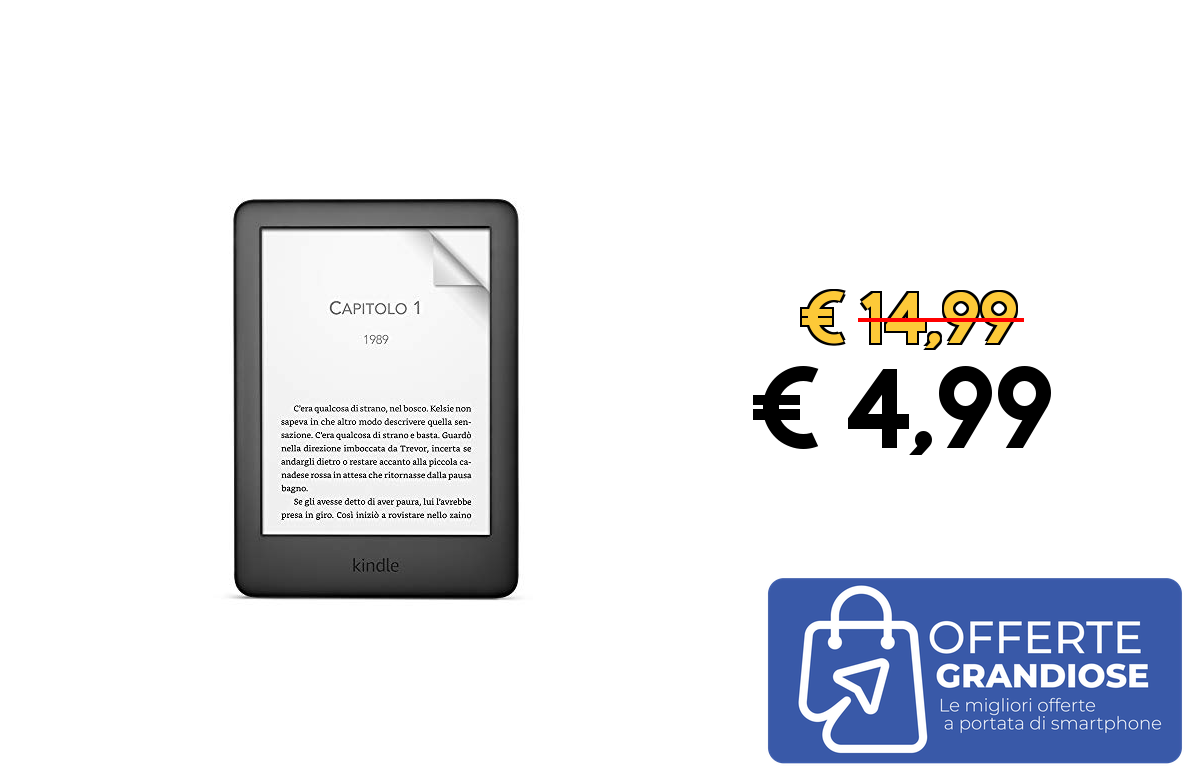 CAPITOLO 1
1989
C'era qualcosa di strano, nel bosco. Kelsie non
sapeva in che altro modo descrivere quella sen-
sazione. C'era qualcosa di strano e basta. Guardò
nella direzione imboccata da Trevor, incerta se
andargli dietro o restare accanto alla piccola ca-
nadese rossa in attesa che ritornasse dalla pausa
bagno.
Se gli avesse detto di aver paura, lui l'avrebbe
presa in giro. Così iniziò a rovistare nello zaino
kindle
€ 14,99
€ 4,99
OFFERTE
GRANDIOSE
Le migliori offerte
a portata di smartphone